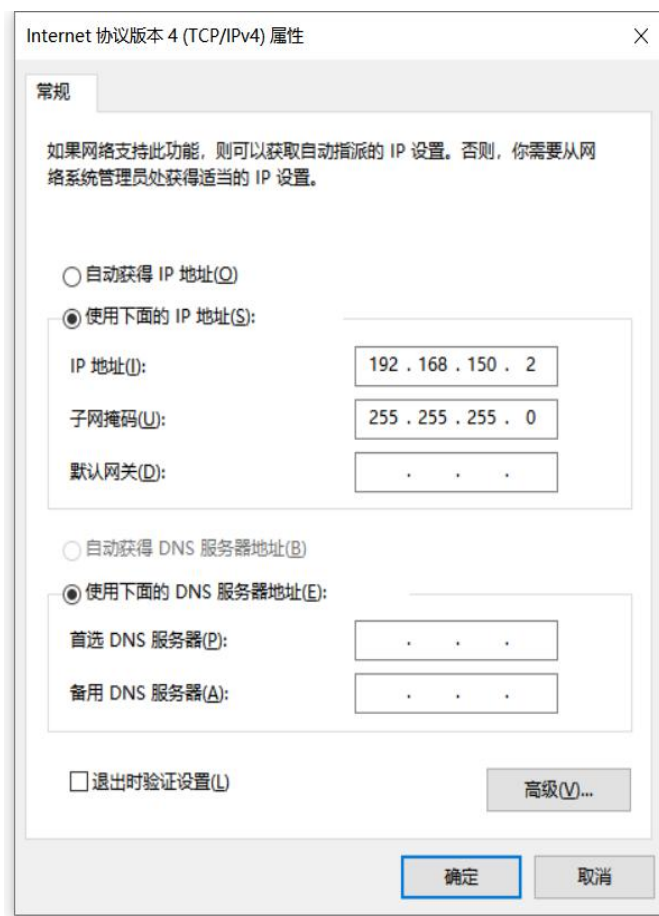 Internet 协议版本 4 (TCP/IPv4) 属性
常规
如果网络支持此功能，则可以获取自动指派的 IP 设置。否则，你需要从网
络系统管理员处获得适当的 IP 设置。
自动获得 IP 地址(O)
使用下面的 IP 地址(S):
IP 地址(I): 192 . 168 . 150 . 2
子网掩码(U): 255 . 255 . 255 . 0
默认网关(D): . . .
自动获得 DNS 服务器地址(B)
使用下面的 DNS 服务器地址(E):
首选 DNS 服务器(P): . . .
备用 DNS 服务器(A): . . .
退出时验证设置(L)
高级(V)...
确定 取消